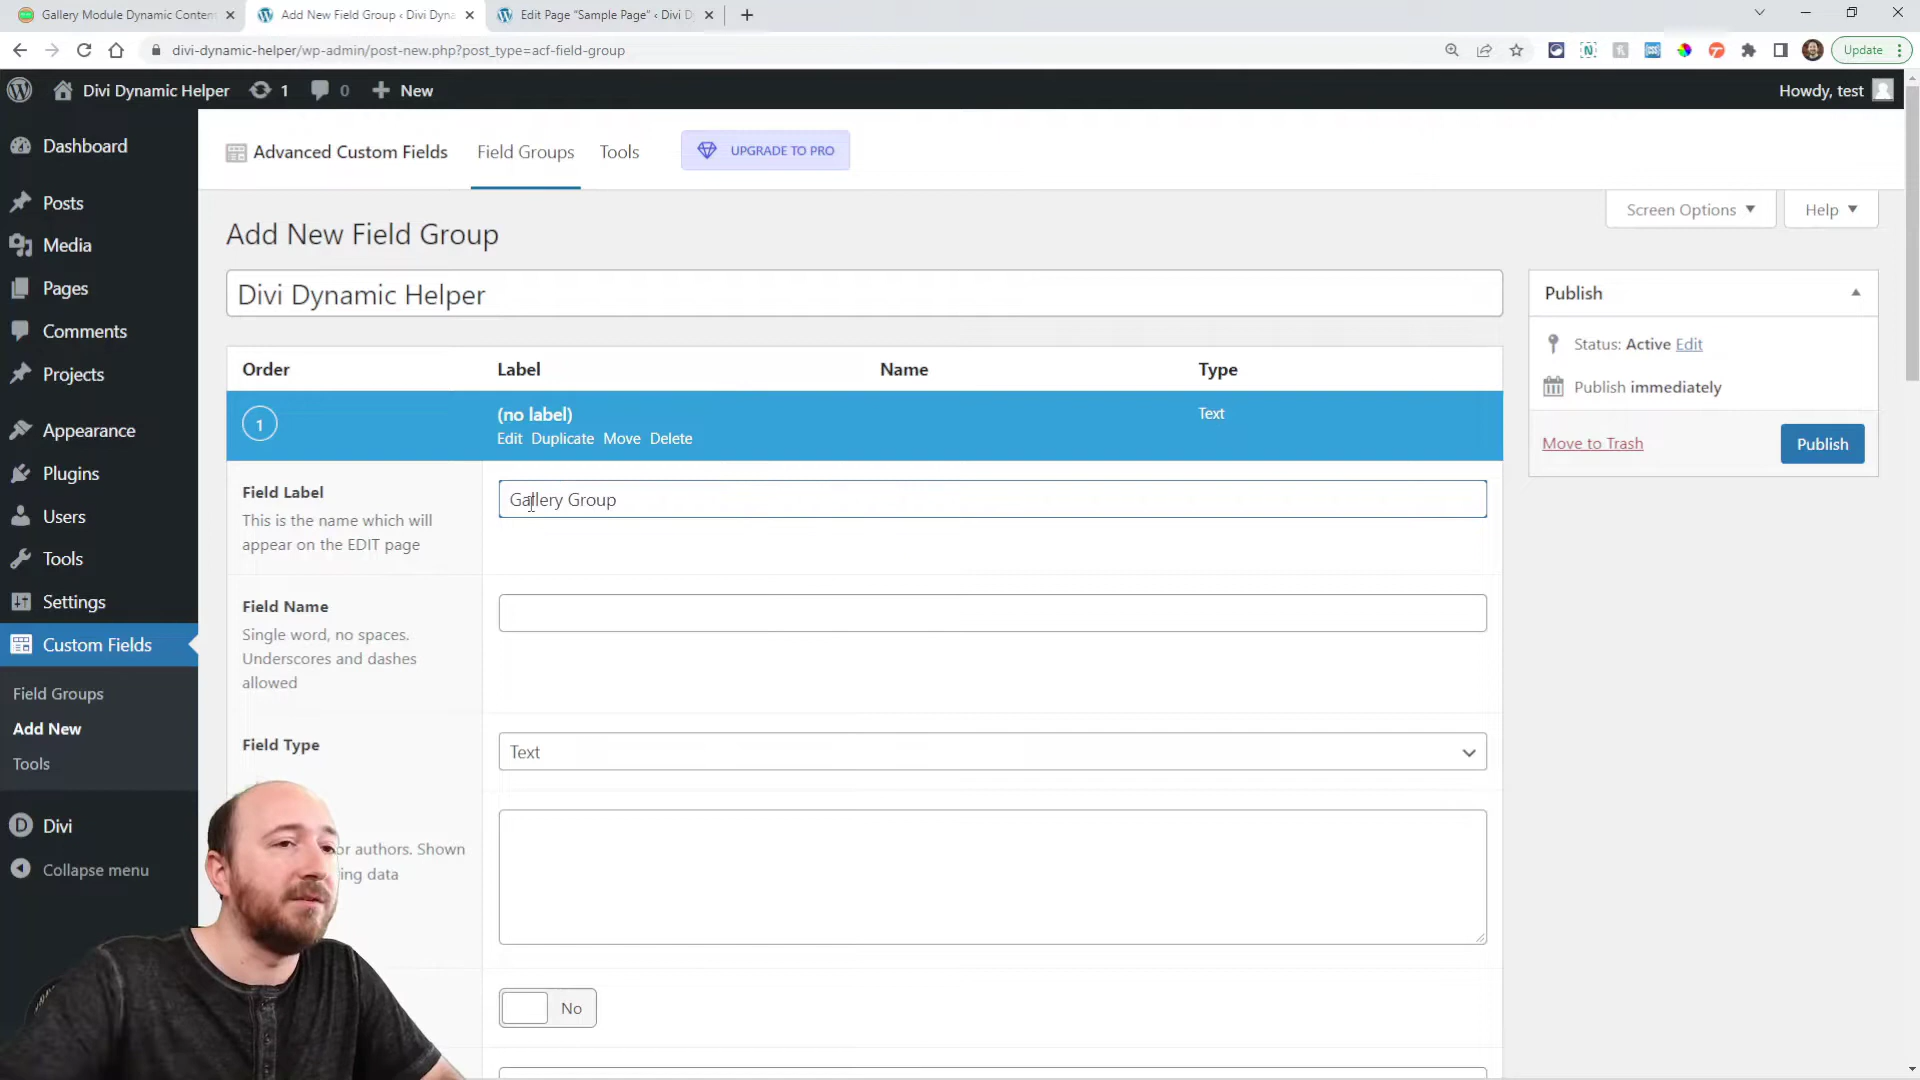 Gallery Module Dynamic Conten
Add New Field Group ‹ Divi Dyna
Edit Page “Sample Page” ‹ Divi D
divi-dynamic-helper/wp-admin/post-new.php?post_type=acf-field-group
Update
Divi Dynamic Helper
1
0
New
Howdy, test
Dashboard
Posts
Media
Pages
Comments
Projects
Appearance
Plugins
Users
Tools
Settings
Custom Fields
Field Groups
Add New
Tools
Divi
Collapse menu
Advanced Custom Fields
Field Groups
Tools
UPGRADE TO PRO
Screen Options
Help
Add New Field Group
Divi Dynamic Helper
Order
Label
Name
Type
1
(no label)
Text
Edit Duplicate Move Delete
Field Label
This is the name which will
appear on the EDIT page
Gallery Group
Field Name
Single word, no spaces.
Underscores and dashes
allowed
Field Type
Text
or authors. Shown
ing data
No
Publish
Status: Active Edit
Publish immediately
Move to Trash
Publish